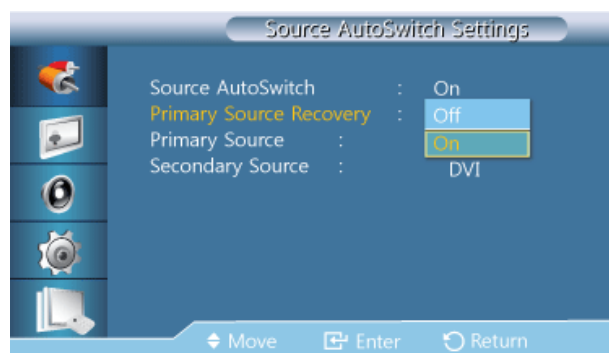 Source AutoSwitch Settings
Source AutoSwitch : On
Primary Source Recovery : Off
Primary Source : On
Secondary Source : DVI
Move Enter Return